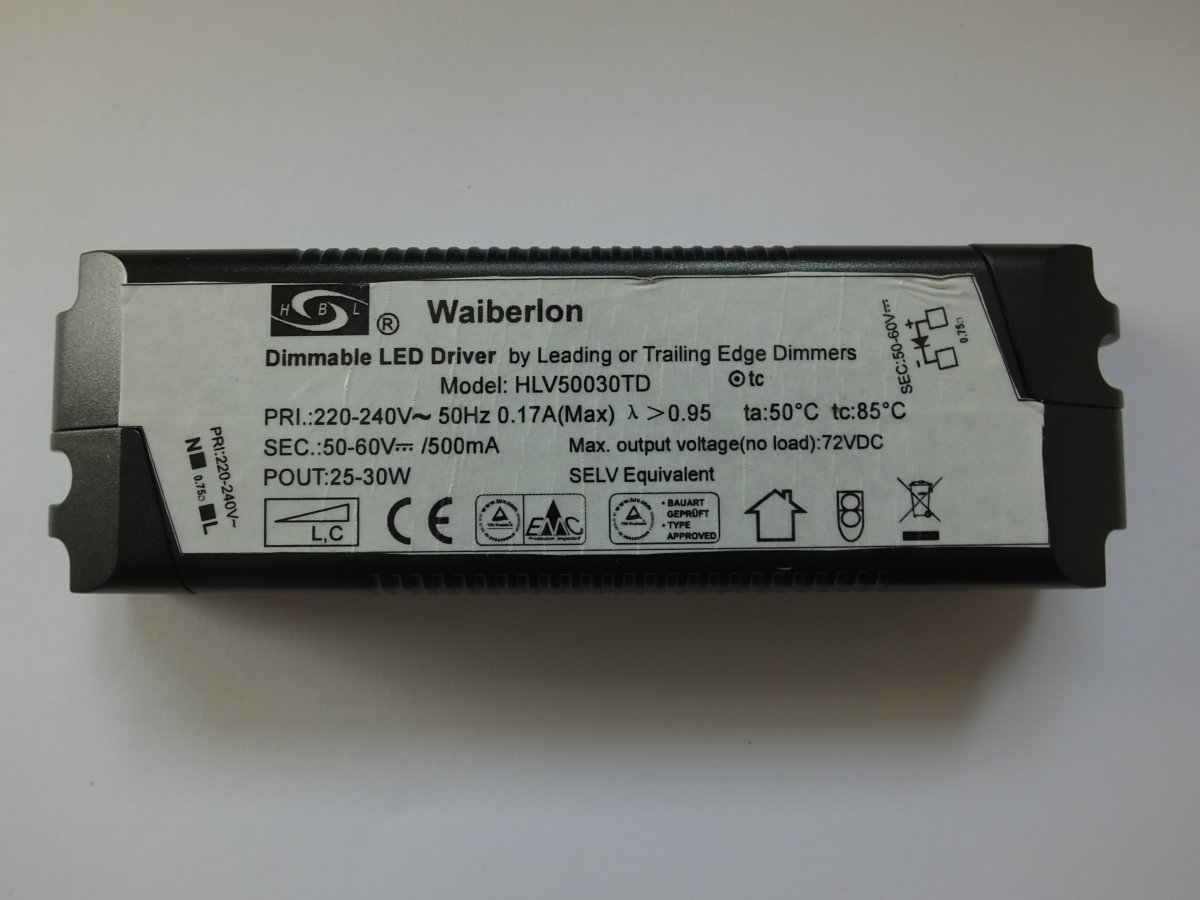 HBL ® Waiberlon
Dimmable LED Driver by Leading or Trailing Edge Dimmers
Model: HLV50030TD tc
PRI.:220-240V~ 50Hz 0.17A(Max) λ >0.95 ta:50°C tc:85°C
SEC.:50-60V⎓ /500mA Max. output voltage(no load):72VDC
POUT:25-30W SELV Equivalent
L,C
CE
EMC
Production inspected
• BAUART
GEPRÜFT
• TYPE
APPROVED
PRI:220-240V~
N 0.75 L
SEC:50-60V⎓
+ -
0.75